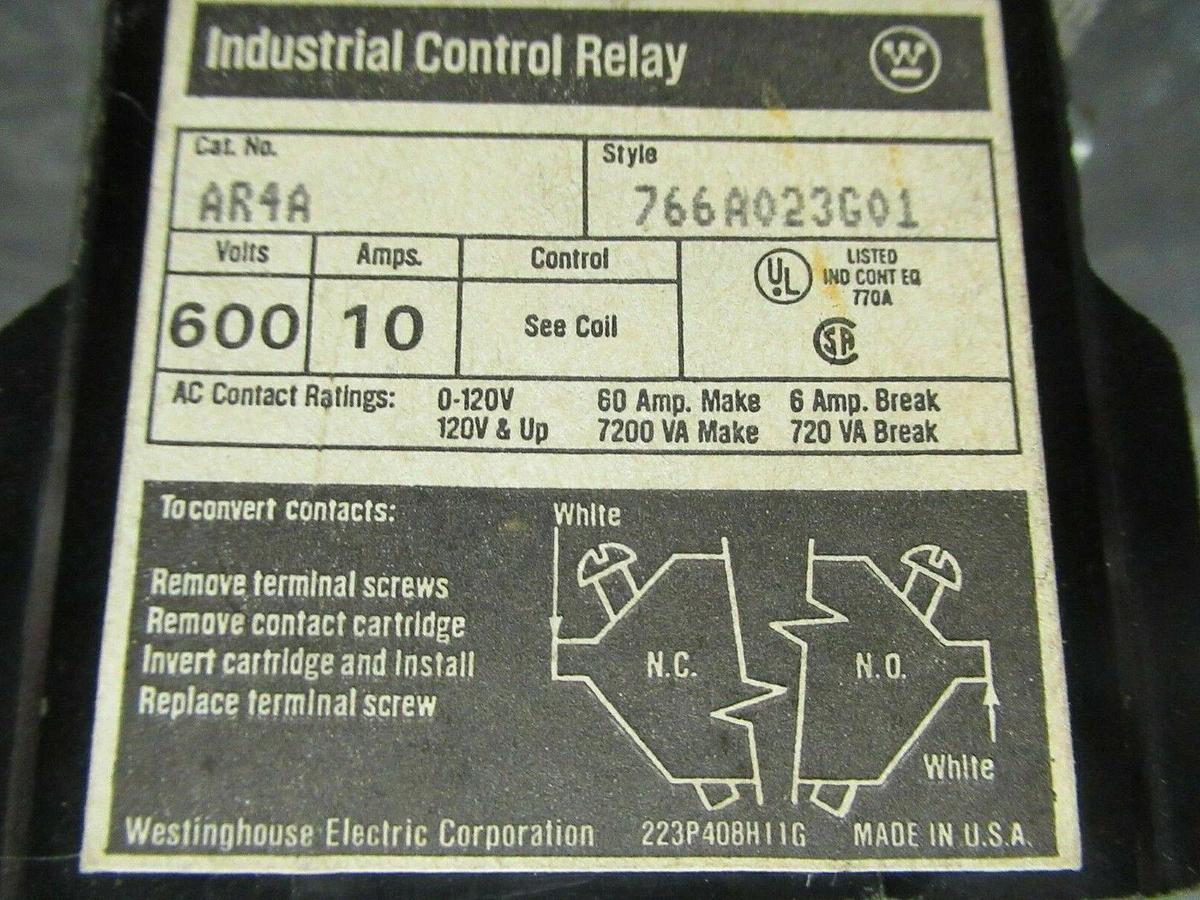 Industrial Control Relay
W
Cat. No.
Style
AR4A
766A023G01
Volts
Amps.
Control
UL
LISTED
IND CONT EQ
770A
600
10
See Coil
SA
AC Contact Ratings: 0-120V 60 Amp. Make 6 Amp. Break
120V & Up 7200 VA Make 720 VA Break
To convert contacts:
White
Remove terminal screws
Remove contact cartridge
Invert cartridge and Install
Replace terminal screw
N.C.
N.O.
White
Westinghouse Electric Corporation 223P408H11G MADE IN U.S.A.